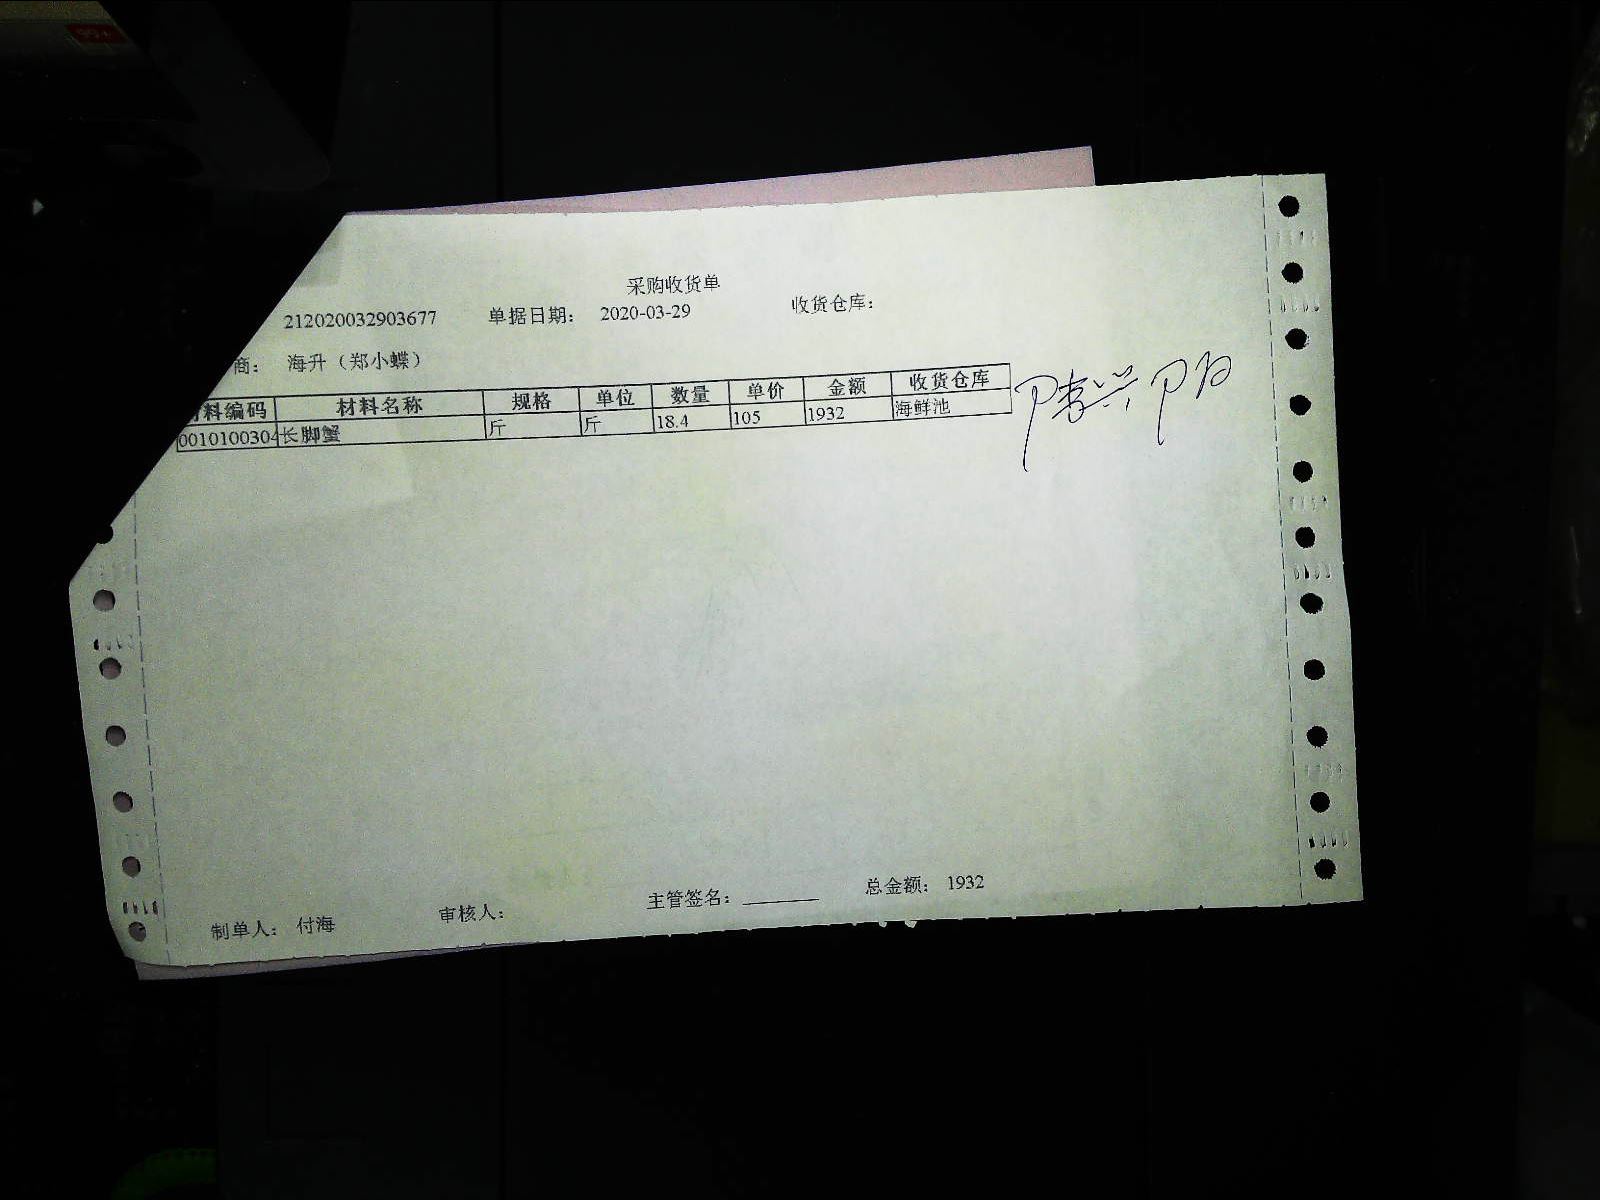 99+
采购收货单
212020032903677 单据日期： 2020-03-29 收货仓库：
商： 海升（郑小蝶）
料编码 材料名称 规格 单位 数量 单价 金额 收货仓库
0010100304 长脚蟹 斤 斤 18.4 105 1932 海鲜池
制单人： 付海 审核人： 主管签名： 总金额： 1932